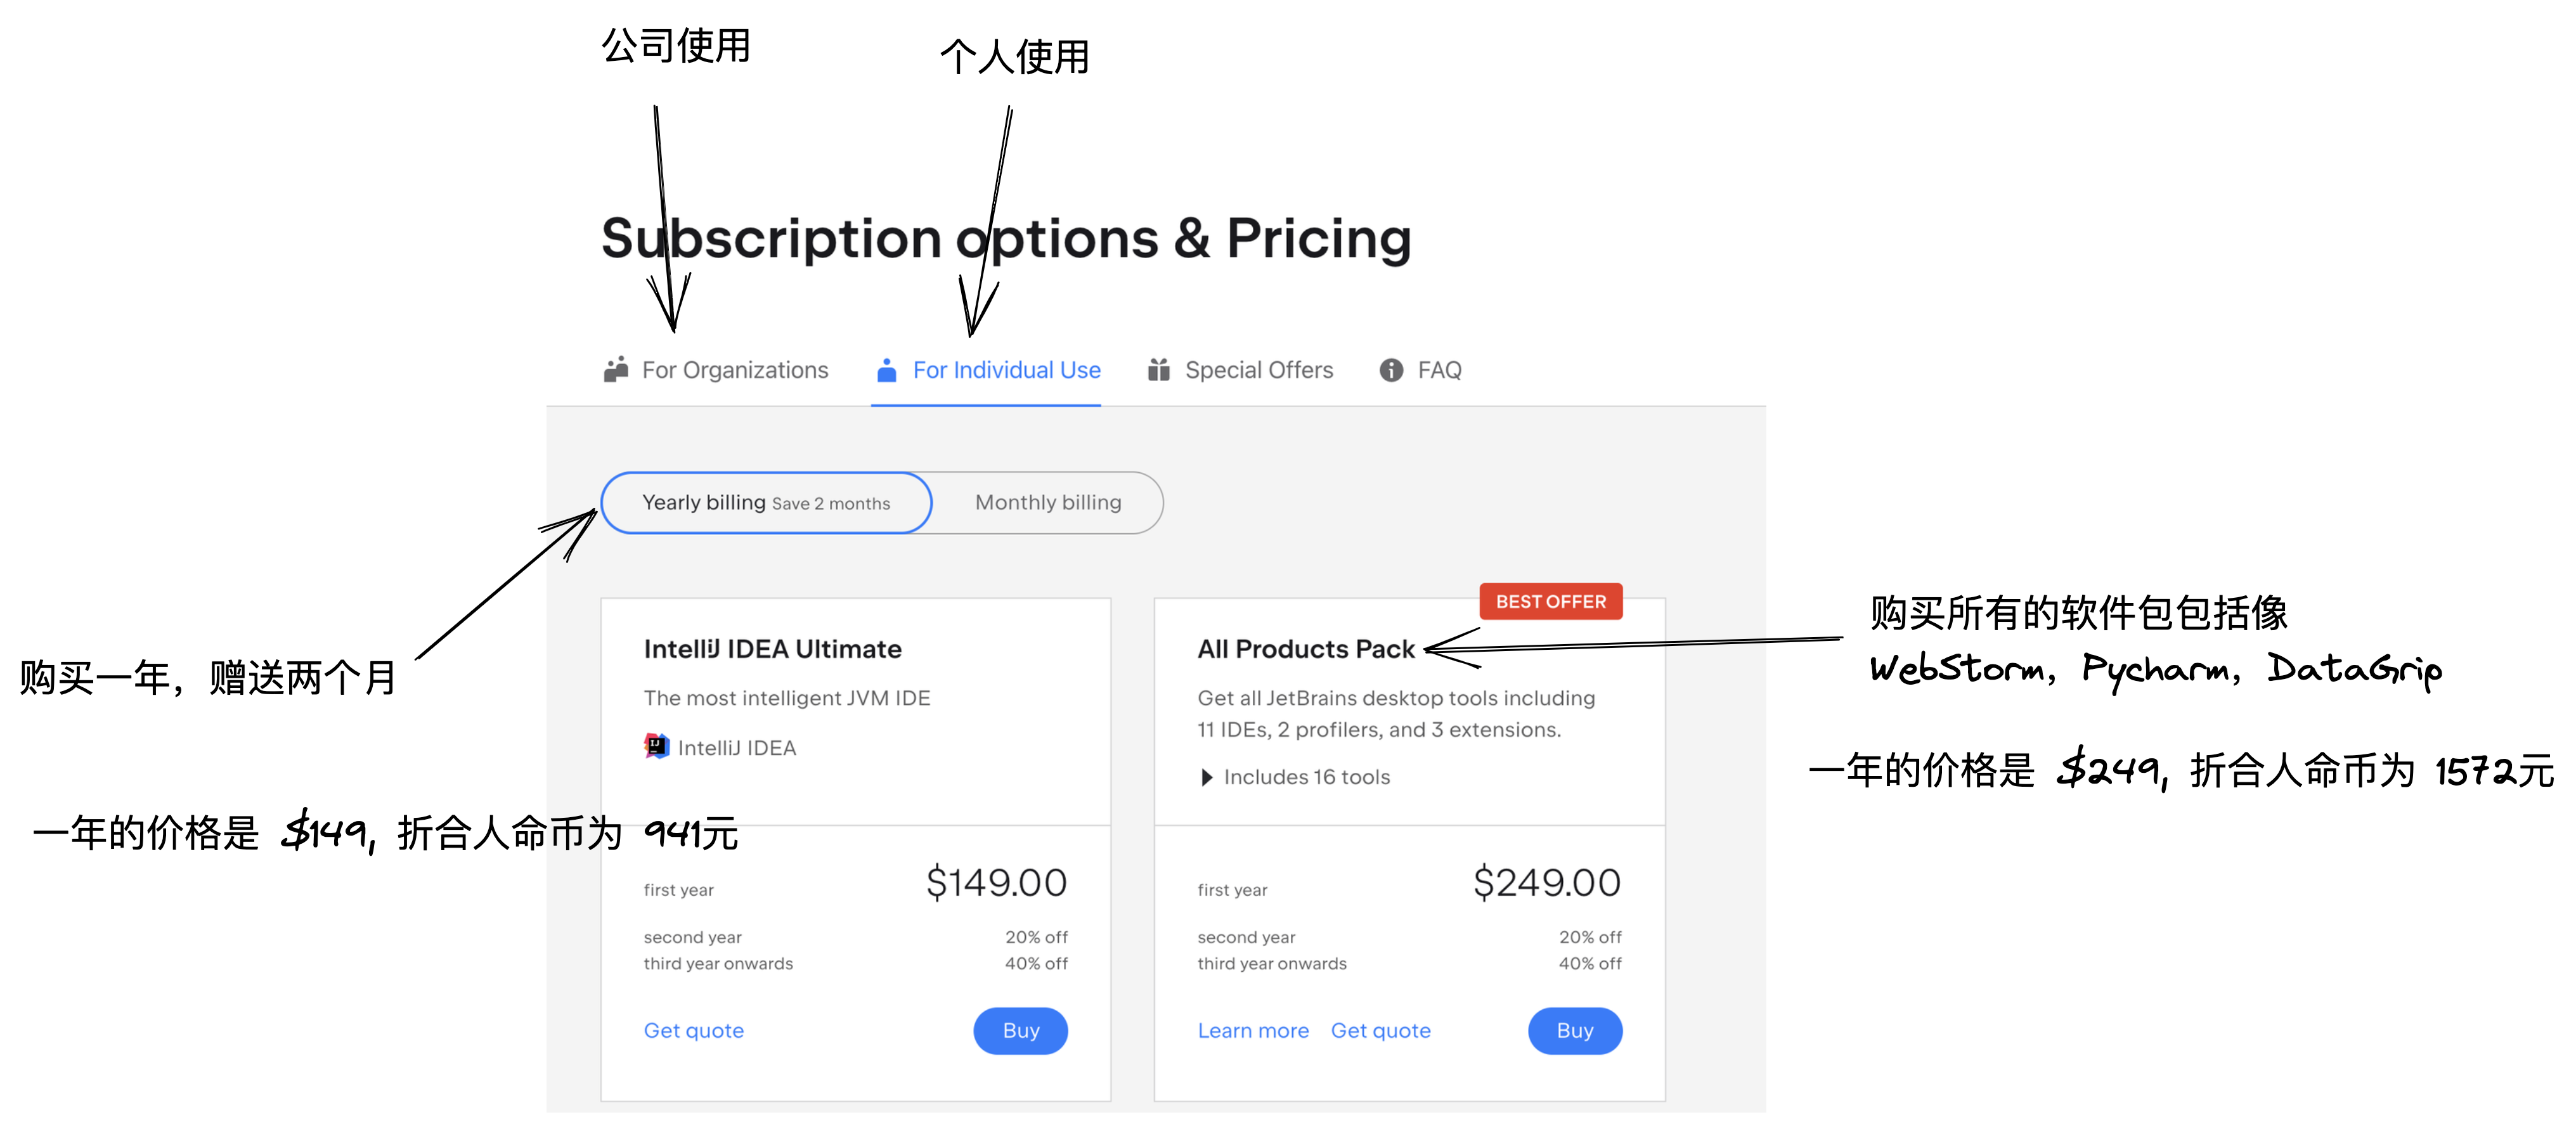 公司使用
个人使用
Subscription options & Pricing
For Organizations
For Individual Use
Special Offers
FAQ
Yearly billing Save 2 months
Monthly billing
购买一年，赠送两个月
一年的价格是 $149, 折合人命币为 941元
IntelliJ IDEA Ultimate
The most intelligent JVM IDE
IntelliJ IDEA
first year
$149.00
second year
20% off
third year onwards
40% off
Get quote
Buy
BEST OFFER
All Products Pack
Get all JetBrains desktop tools including
11 IDEs, 2 profilers, and 3 extensions.
Includes 16 tools
first year
$249.00
second year
20% off
third year onwards
40% off
Learn more
Get quote
Buy
购买所有的软件包包括像
WebStorm, Pycharm, DataGrip
一年的价格是 $249, 折合人命币为 1572元